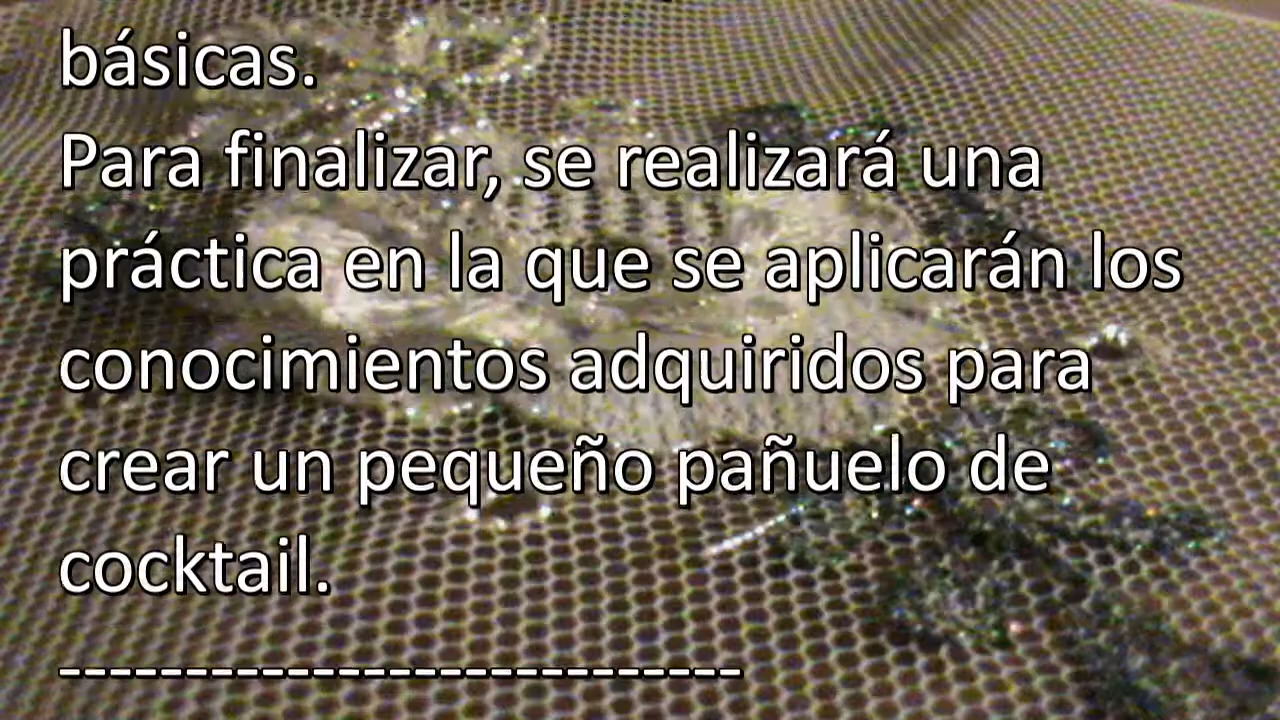 básicas.
Para finalizar, se realizará una
práctica en la que se aplicarán los
conocimientos adquiridos para
crear un pequeño pañuelo de
cocktail.
---------------------------